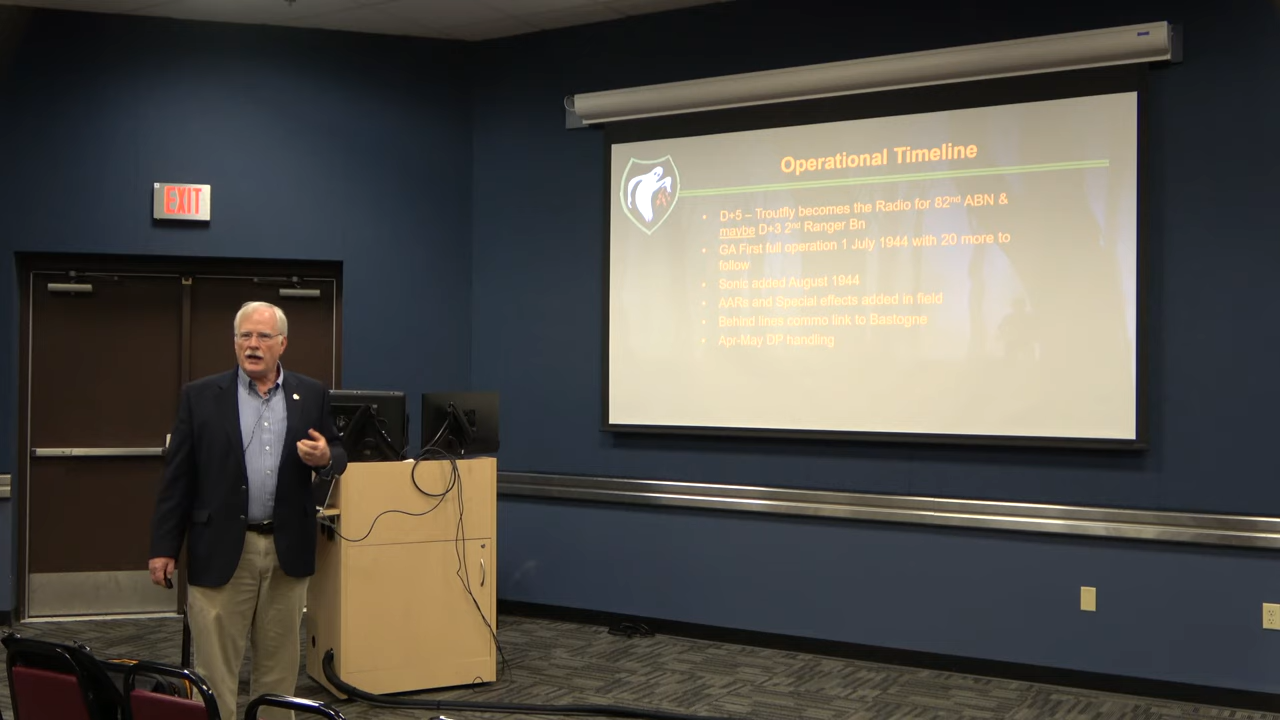 EXIT
Operational Timeline
• D+5 – Troutfly becomes the Radio for 82nd ABN &
maybe D+3 2nd Ranger Bn
• GA First full operation 1 July 1944 with 20 more to
follow
• Sonic added August 1944
• AARs and Special effects added in field
• Behind lines commo link to Bastogne
• Apr-May DP handling